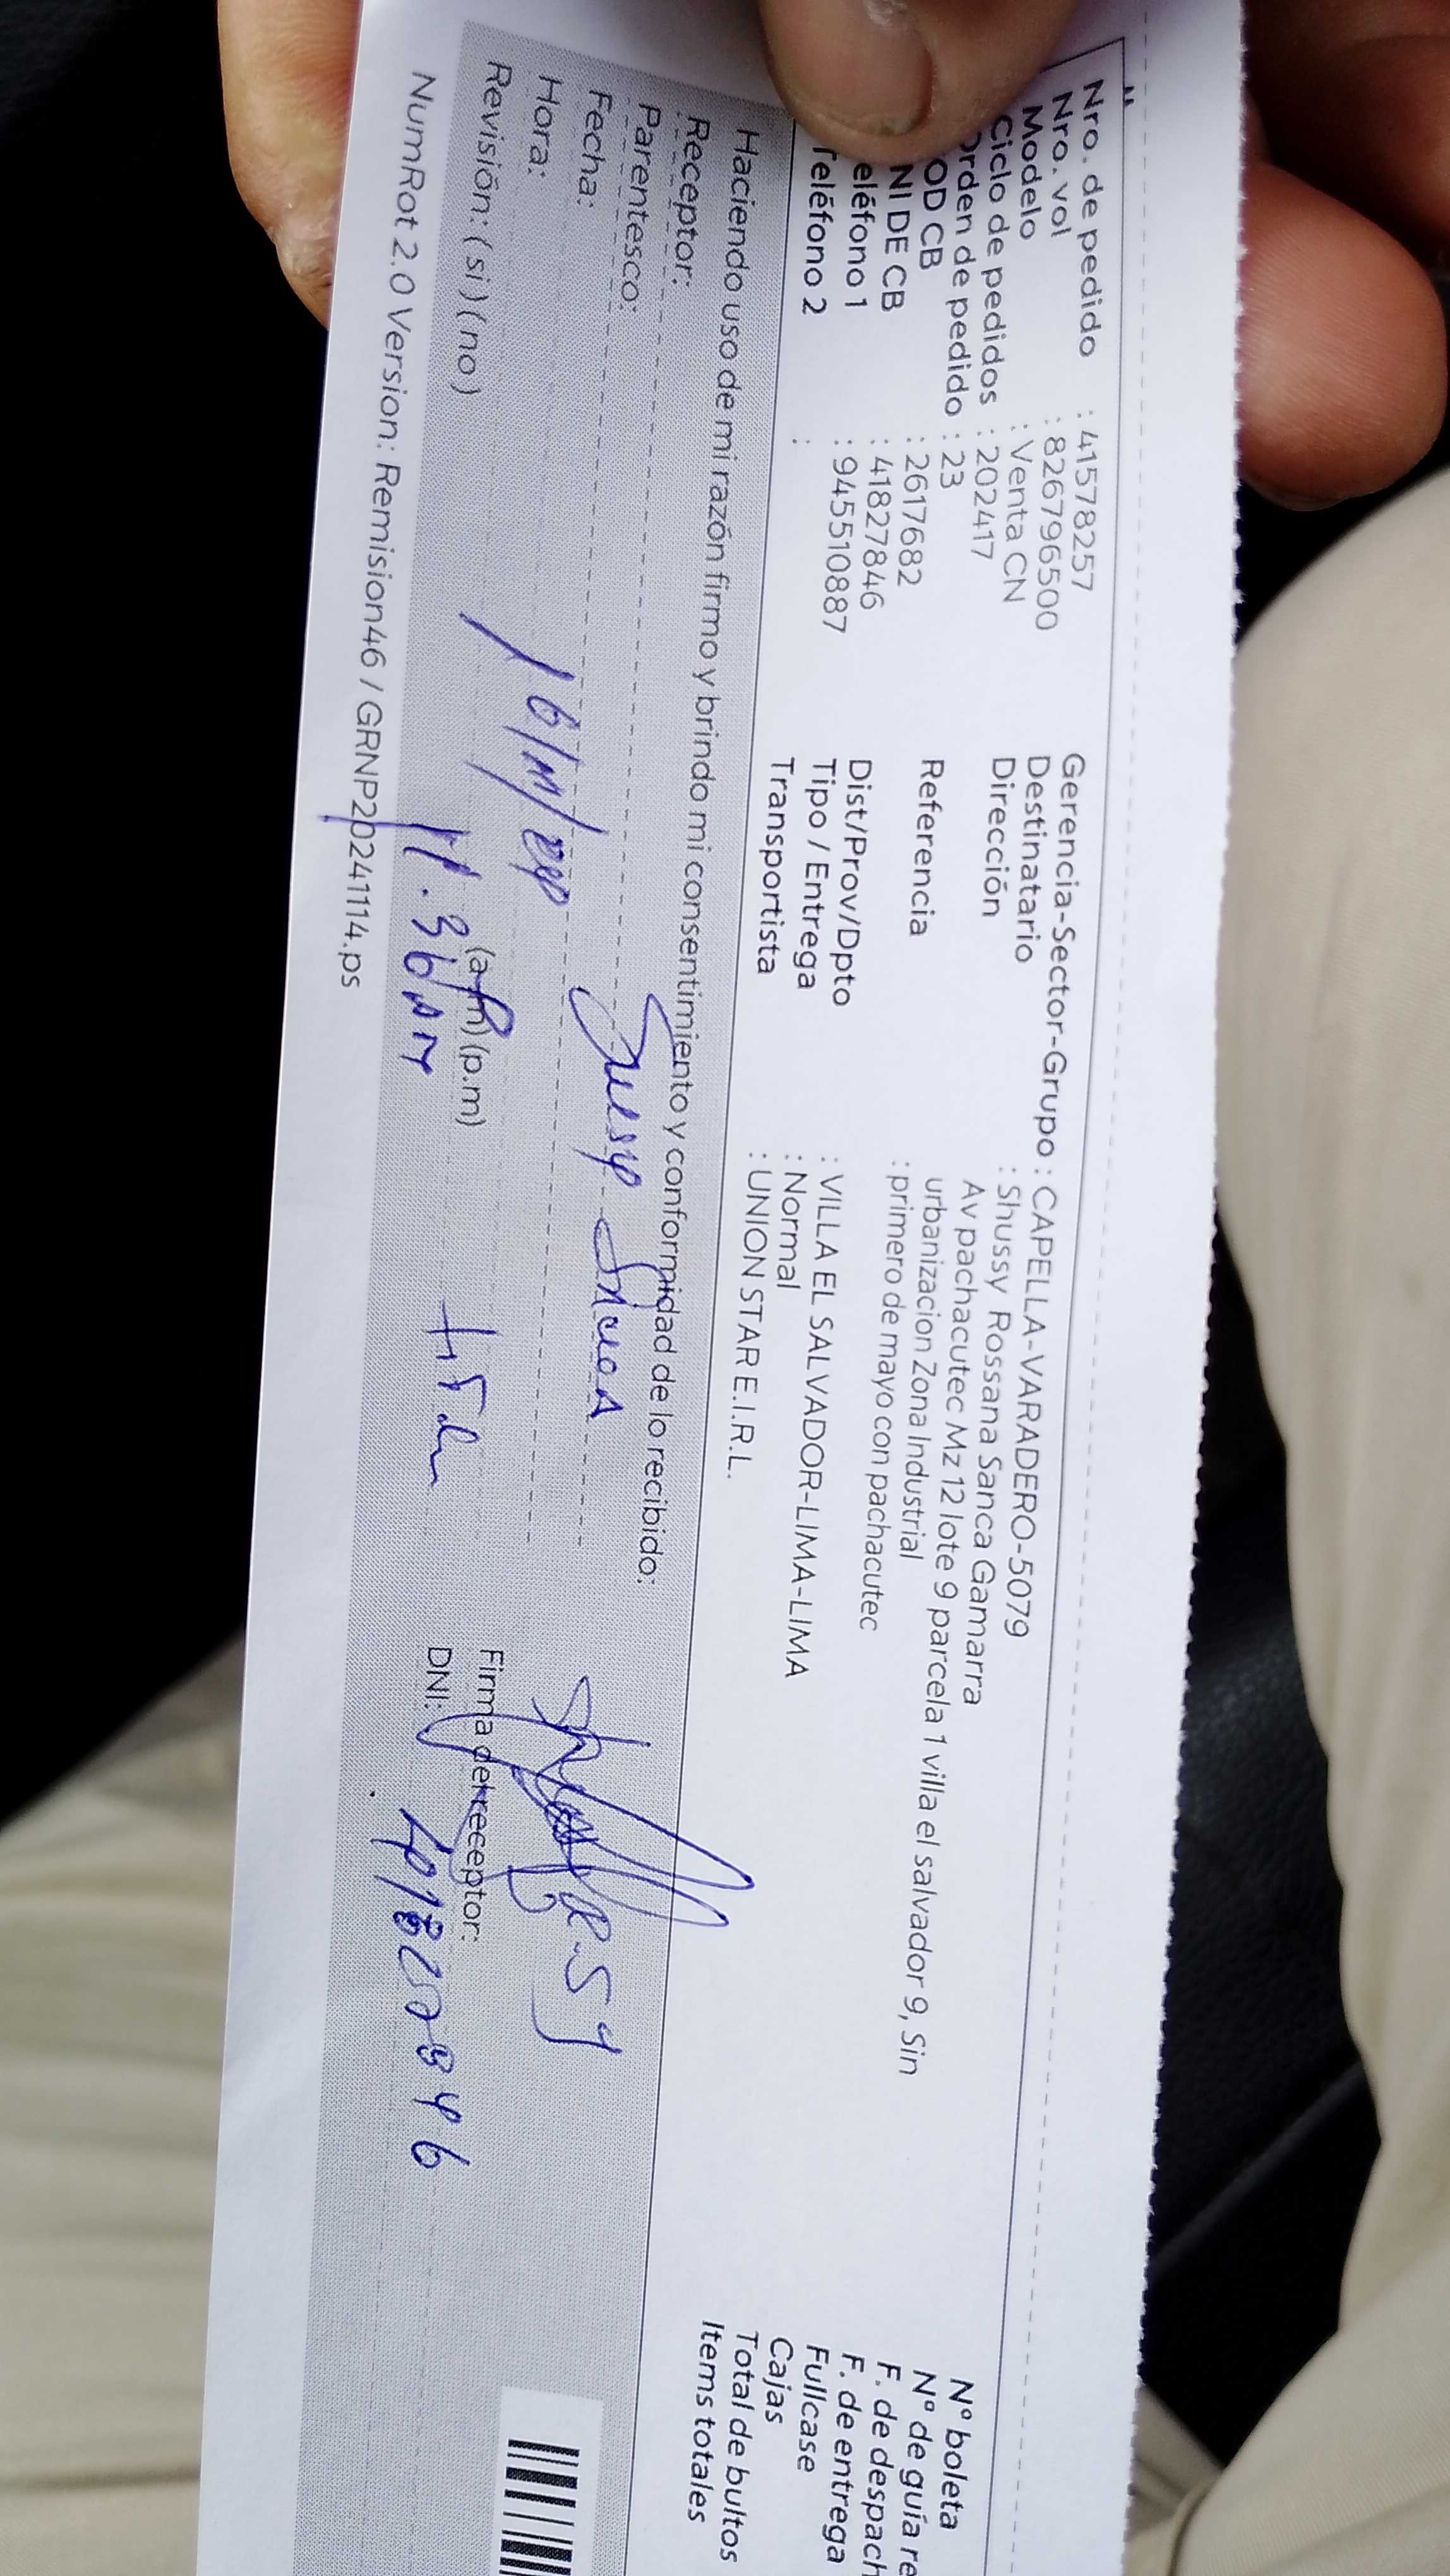 Nro. de pedido : 41578257
Nro. vol : 826796500
Modelo : Venta CN
Ciclo de pedidos : 202417
Orden de pedido : 23
OD CB : 2617682
NI DE CB : 41827846
eléfono 1 : 945510887
Teléfono 2 :
Gerencia-Sector-Grupo : CAPELLA-VARADERO-5079
Destinatario : Shussy Rossana Sanca Gamarra
Dirección Av pachacutec Mz 12 lote 9 parcela 1 villa el salvador 9, Sin
urbanizacion Zona Industrial
Referencia : primero de mayo con pachacutec
Dist/Prov/Dpto : VILLA EL SALVADOR-LIMA-LIMA
Tipo / Entrega : Normal
Transportista : UNION STAR E.I.R.L.
N° boleta
N° de guía re
F. de despach
F. de entrega
Fullcase
Cajas
Total de bultos
Items totales
Haciendo uso de mi razón firmo y brindo mi consentimiento y conformidad de lo recibido:
Receptor:
Parentesco:
Fecha: 16/11/
Hora: (a.m) (p.m)
11.36 AM
Revisión: ( si ) ( no )
Firma del receptor:
DNI: 41827846
NumRot 2.0 Version: Remision46 / GRNP20241114.ps